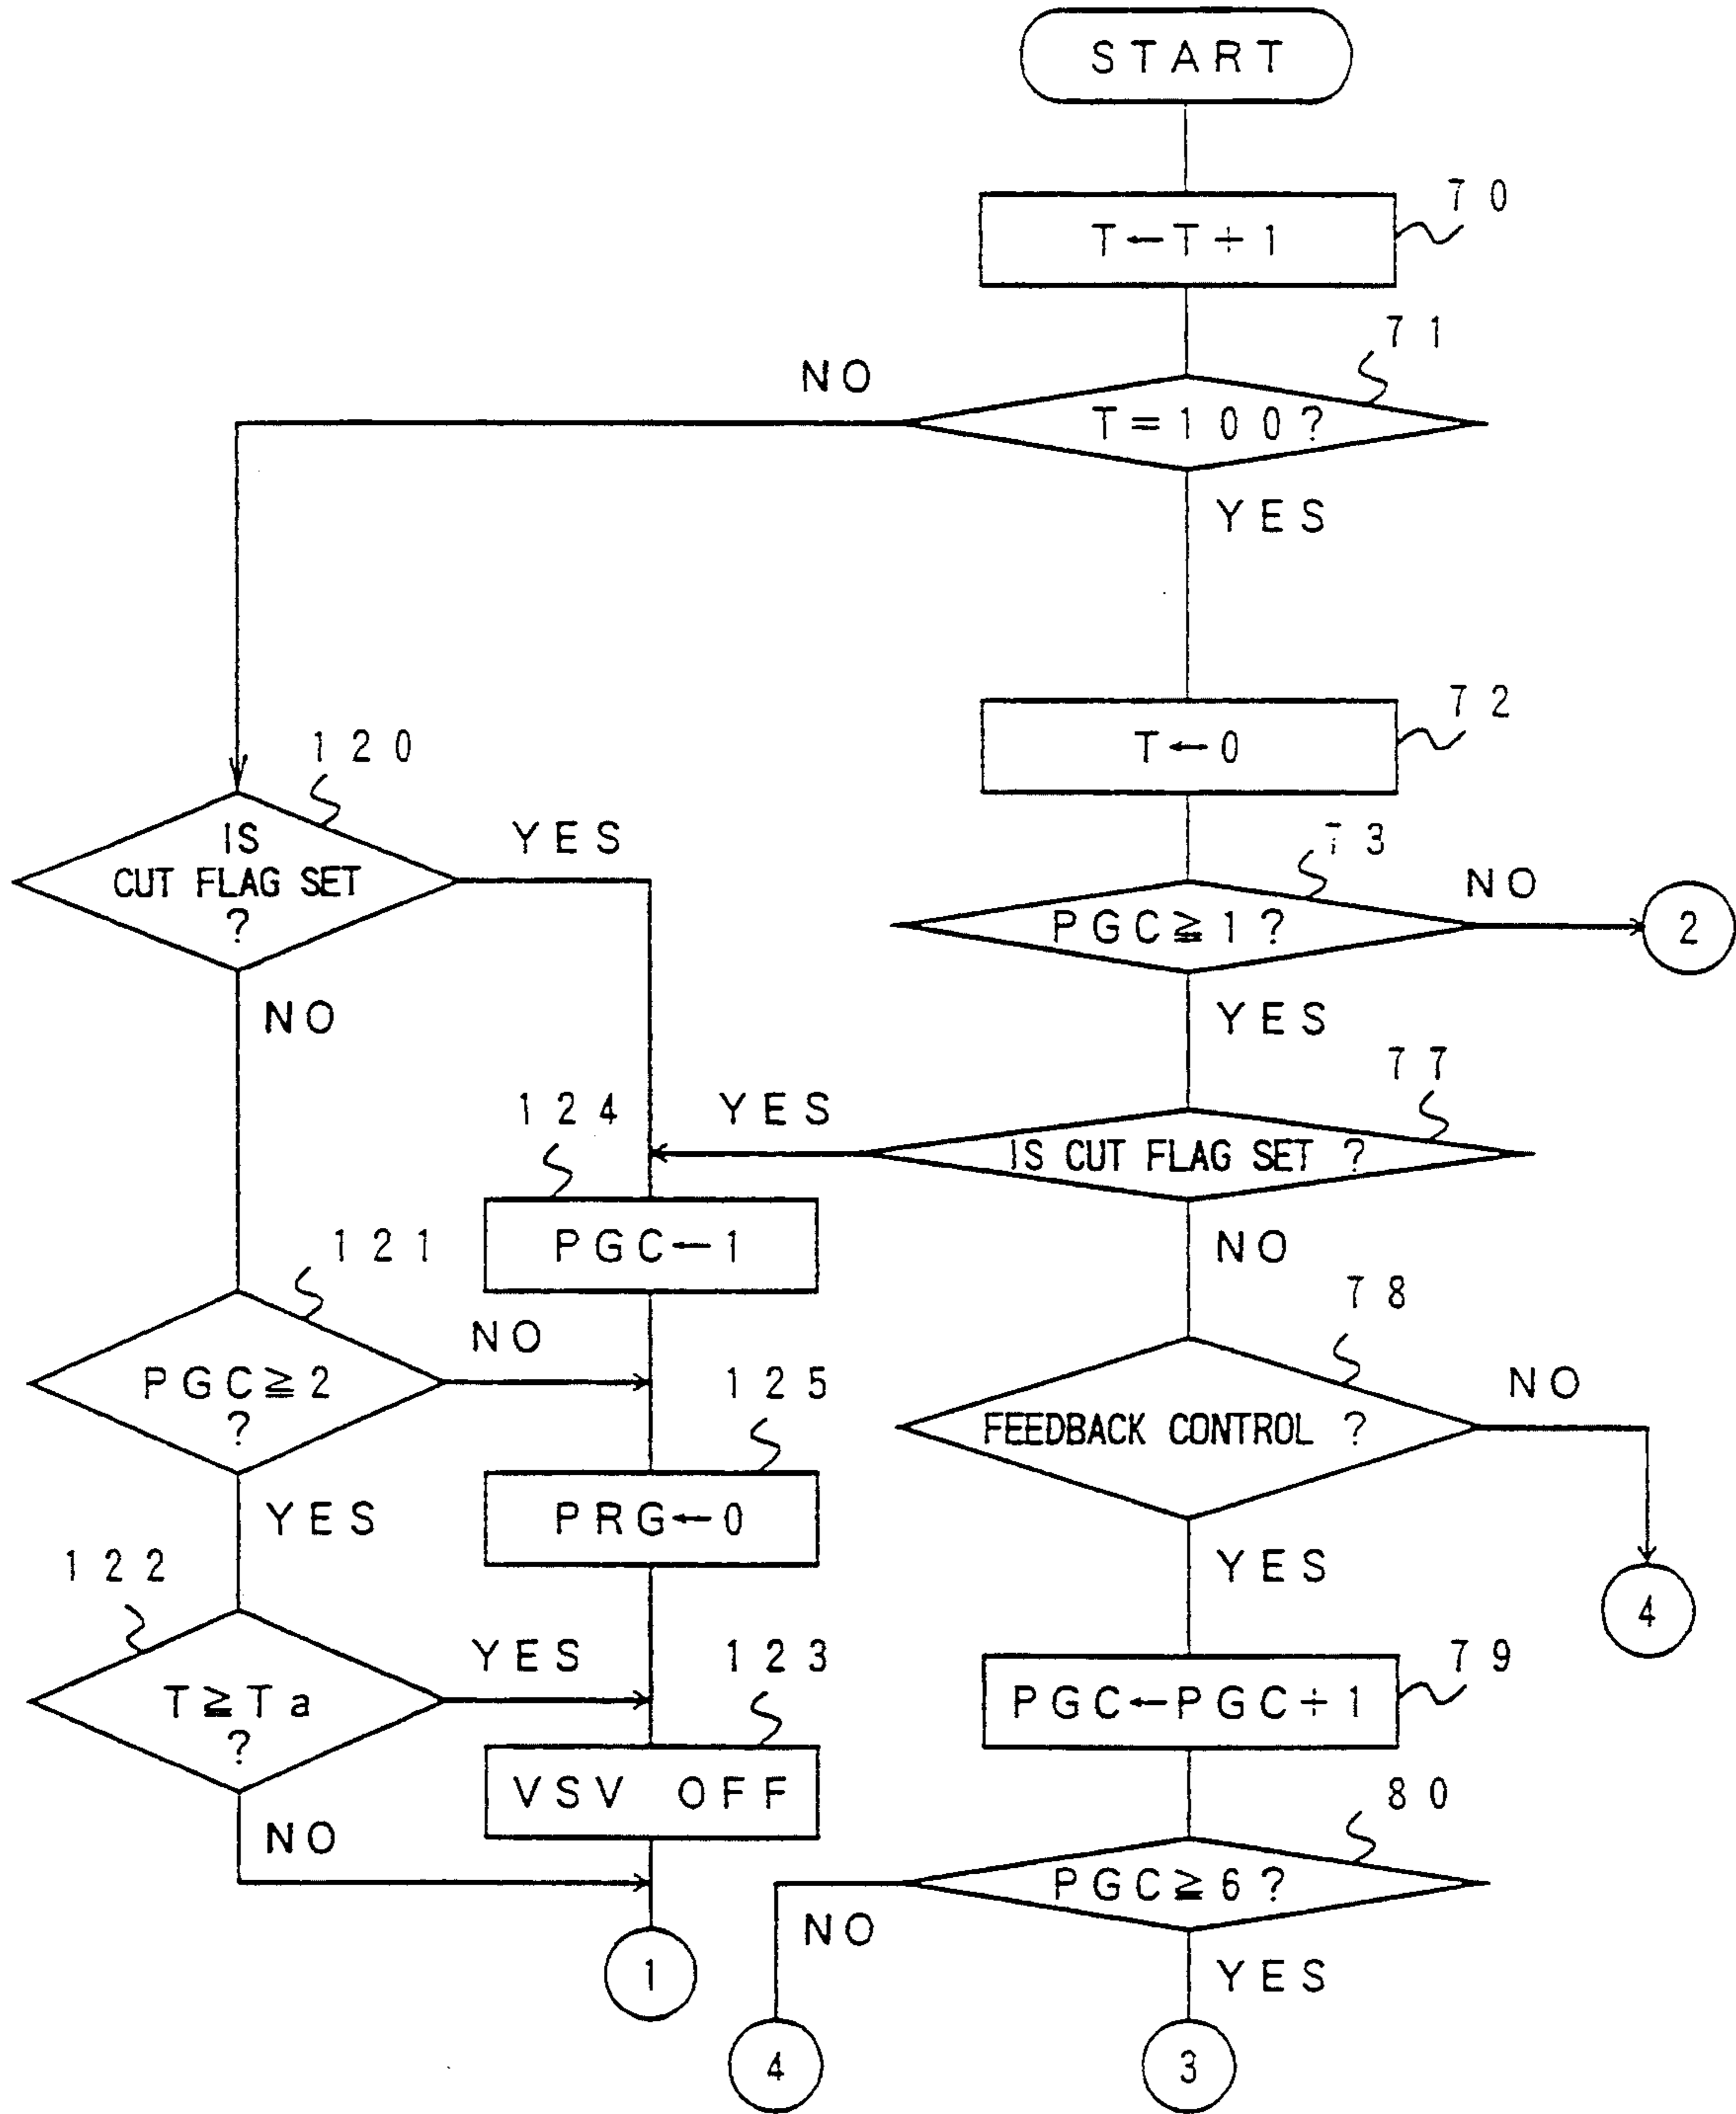 START
70
T←T+1
71
NO
T=100?
YES
72
T←0
120
IS
CUT FLAG SET
?
YES
NO
73
PGC≧1?
NO
2
YES
77
IS CUT FLAG SET ?
YES
NO
124
PGC←1
121
PGC≧2
?
NO
YES
78
FEEDBACK CONTROL ?
NO
4
YES
125
PRG←0
122
T≧Ta
?
YES
NO
123
VSV OFF
1
79
PGC←PGC+1
80
PGC≧6?
NO
4
YES
3